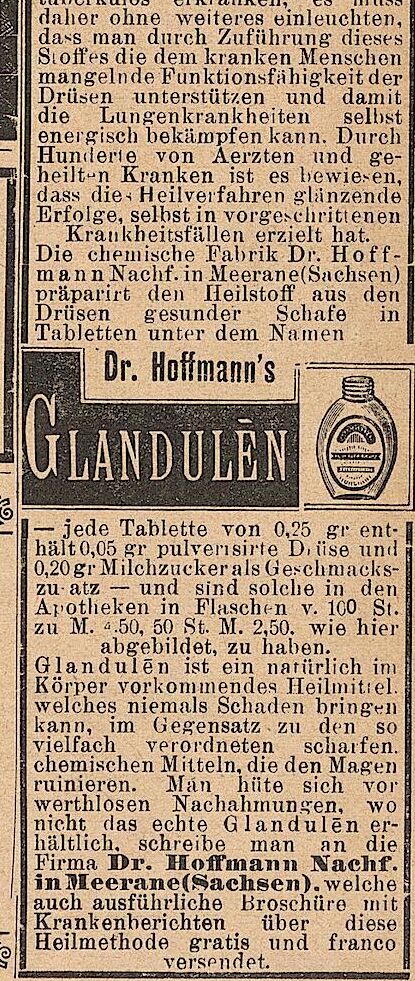 tuberkulös erkranken, es muss
daher ohne weiteres einleuchten,
dass man durch Zuführung dieses
Stoffes die dem kranken Menschen
mangelnde Funktionsfähigkeit der
Drüsen unterstützen und damit
die Lungenkrankheiten selbst
energisch bekämpfen kann. Durch
Hunderte von Aerzten und ge-
heilten Kranken ist es bewiesen,
dass dies Heilverfahren glänzende
Erfolge, selbst in vorgeschrittenen
Krankheitsfällen erzielt hat.
Die chemische Fabrik Dr. Hoff-
mann Nachf. in Meerane (Sachsen)
präparirt den Heilstoff aus den
Drüsen gesunder Schafe in
Tabletten unter dem Namen
Dr. Hoffmann's
GLANDULĒN
— jede Tablette von 0,25 gr ent-
hält 0,05 gr pulverisirte Drüse und
0,20 gr Milchzucker als Geschmacks-
zusatz — und sind solche in den
Apotheken in Flaschen v. 100 St.
zu M. .50, 50 St. M. 2,50. wie hier
abgebildet, zu haben.
Glandulēn ist ein natürlich im
Körper vorkommendes Heilmittel.
welches niemals Schaden bringen
kann, im Gegensatz zu den so
vielfach verordneten scharfen.
chemischen Mitteln, die den Magen
ruinieren. Man hüte sich vor
werthlosen Nachahmungen, wo
nicht das echte Glandulēn er-
hältlich, schreibe man an die
Firma Dr. Hoffmann Nachf.
in Meerane (Sachsen). welche
auch ausführliche Broschüre mit
Krankenberichten über diese
Heilmethode gratis und franco
versendet.